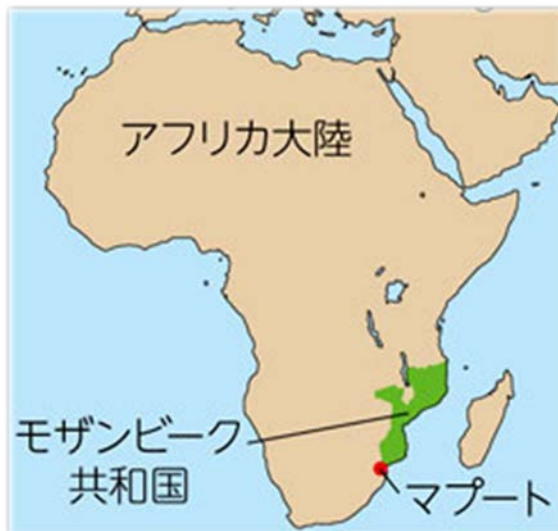 アフリカ大陸
モザンビーク
共和国
マプート